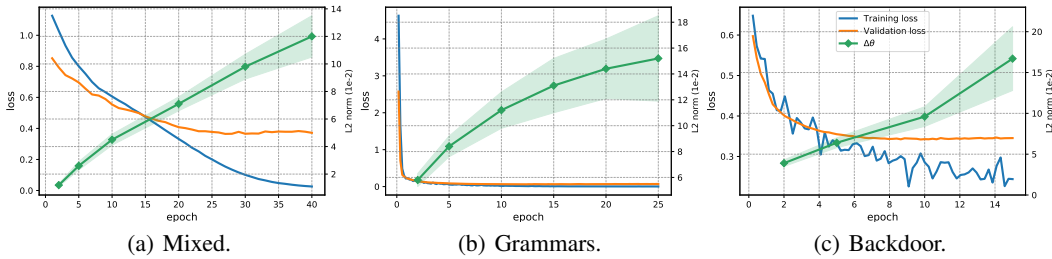 1.0
0.8
0.6
0.4
0.2
0.0
loss
0 5 10 15 20 25 30 35 40
epoch
14
12
10
8
6
4
2
L2 norm (1e-2)
(a) Mixed.
4
3
2
1
0
loss
0 5 10 15 20 25
epoch
18
16
14
12
10
8
6
L2 norm (1e-2)
(b) Grammars.
0.6
0.5
0.4
0.3
loss
0 2 4 6 8 10 12 14
epoch
20
15
10
5
0
L2 norm (1e-2)
Training loss
Validation loss
Δθ
(c) Backdoor.